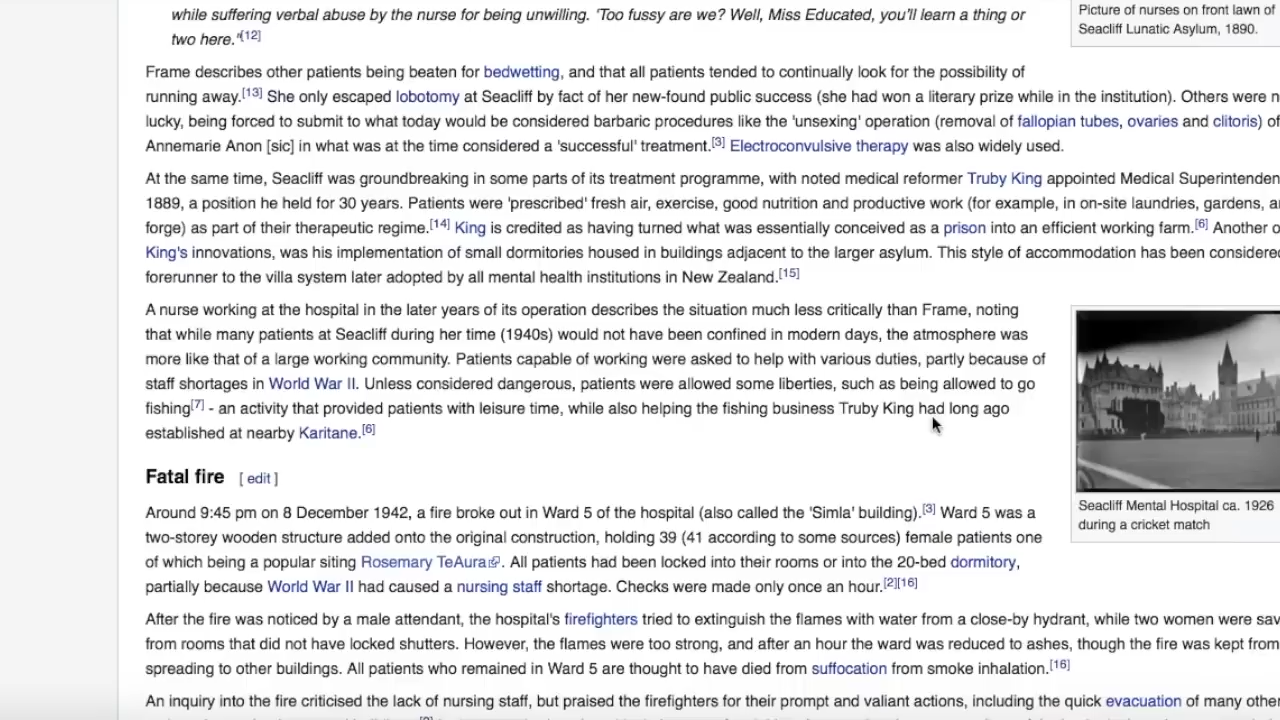 while suffering verbal abuse by the nurse for being unwilling. 'Too fussy are we? Well, Miss Educated, you'll learn a thing or
two here."[12]
Picture of nurses on front lawn of
Seacliff Lunatic Asylum, 1890.
Frame describes other patients being beaten for bedwetting, and that all patients tended to continually look for the possibility of
running away.[13] She only escaped lobotomy at Seacliff by fact of her new-found public success (she had won a literary prize while in the institution). Others were n
lucky, being forced to submit to what today would be considered barbaric procedures like the 'unsexing' operation (removal of fallopian tubes, ovaries and clitoris) of
Annemarie Anon [sic] in what was at the time considered a 'successful' treatment.[3] Electroconvulsive therapy was also widely used.
At the same time, Seacliff was groundbreaking in some parts of its treatment programme, with noted medical reformer Truby King appointed Medical Superintenden
1889, a position he held for 30 years. Patients were 'prescribed' fresh air, exercise, good nutrition and productive work (for example, in on-site laundries, gardens, a
forge) as part of their therapeutic regime.[14] King is credited as having turned what was essentially conceived as a prison into an efficient working farm.[6] Another o
King's innovations, was his implementation of small dormitories housed in buildings adjacent to the larger asylum. This style of accommodation has been considere
forerunner to the villa system later adopted by all mental health institutions in New Zealand.[15]
A nurse working at the hospital in the later years of its operation describes the situation much less critically than Frame, noting
that while many patients at Seacliff during her time (1940s) would not have been confined in modern days, the atmosphere was
more like that of a large working community. Patients capable of working were asked to help with various duties, partly because of
staff shortages in World War II. Unless considered dangerous, patients were allowed some liberties, such as being allowed to go
fishing[7] - an activity that provided patients with leisure time, while also helping the fishing business Truby King had long ago
established at nearby Karitane.[6]
Seacliff Mental Hospital ca. 1926
during a cricket match
Fatal fire [ edit ]
Around 9:45 pm on 8 December 1942, a fire broke out in Ward 5 of the hospital (also called the 'Simla' building).[3] Ward 5 was a
two-storey wooden structure added onto the original construction, holding 39 (41 according to some sources) female patients one
of which being a popular siting Rosemary TeAura. All patients had been locked into their rooms or into the 20-bed dormitory,
partially because World War II had caused a nursing staff shortage. Checks were made only once an hour.[2][16]
After the fire was noticed by a male attendant, the hospital's firefighters tried to extinguish the flames with water from a close-by hydrant, while two women were sav
from rooms that did not have locked shutters. However, the flames were too strong, and after an hour the ward was reduced to ashes, though the fire was kept from
spreading to other buildings. All patients who remained in Ward 5 are thought to have died from suffocation from smoke inhalation.[16]
An inquiry into the fire criticised the lack of nursing staff, but praised the firefighters for their prompt and valiant actions, including the quick evacuation of many othe